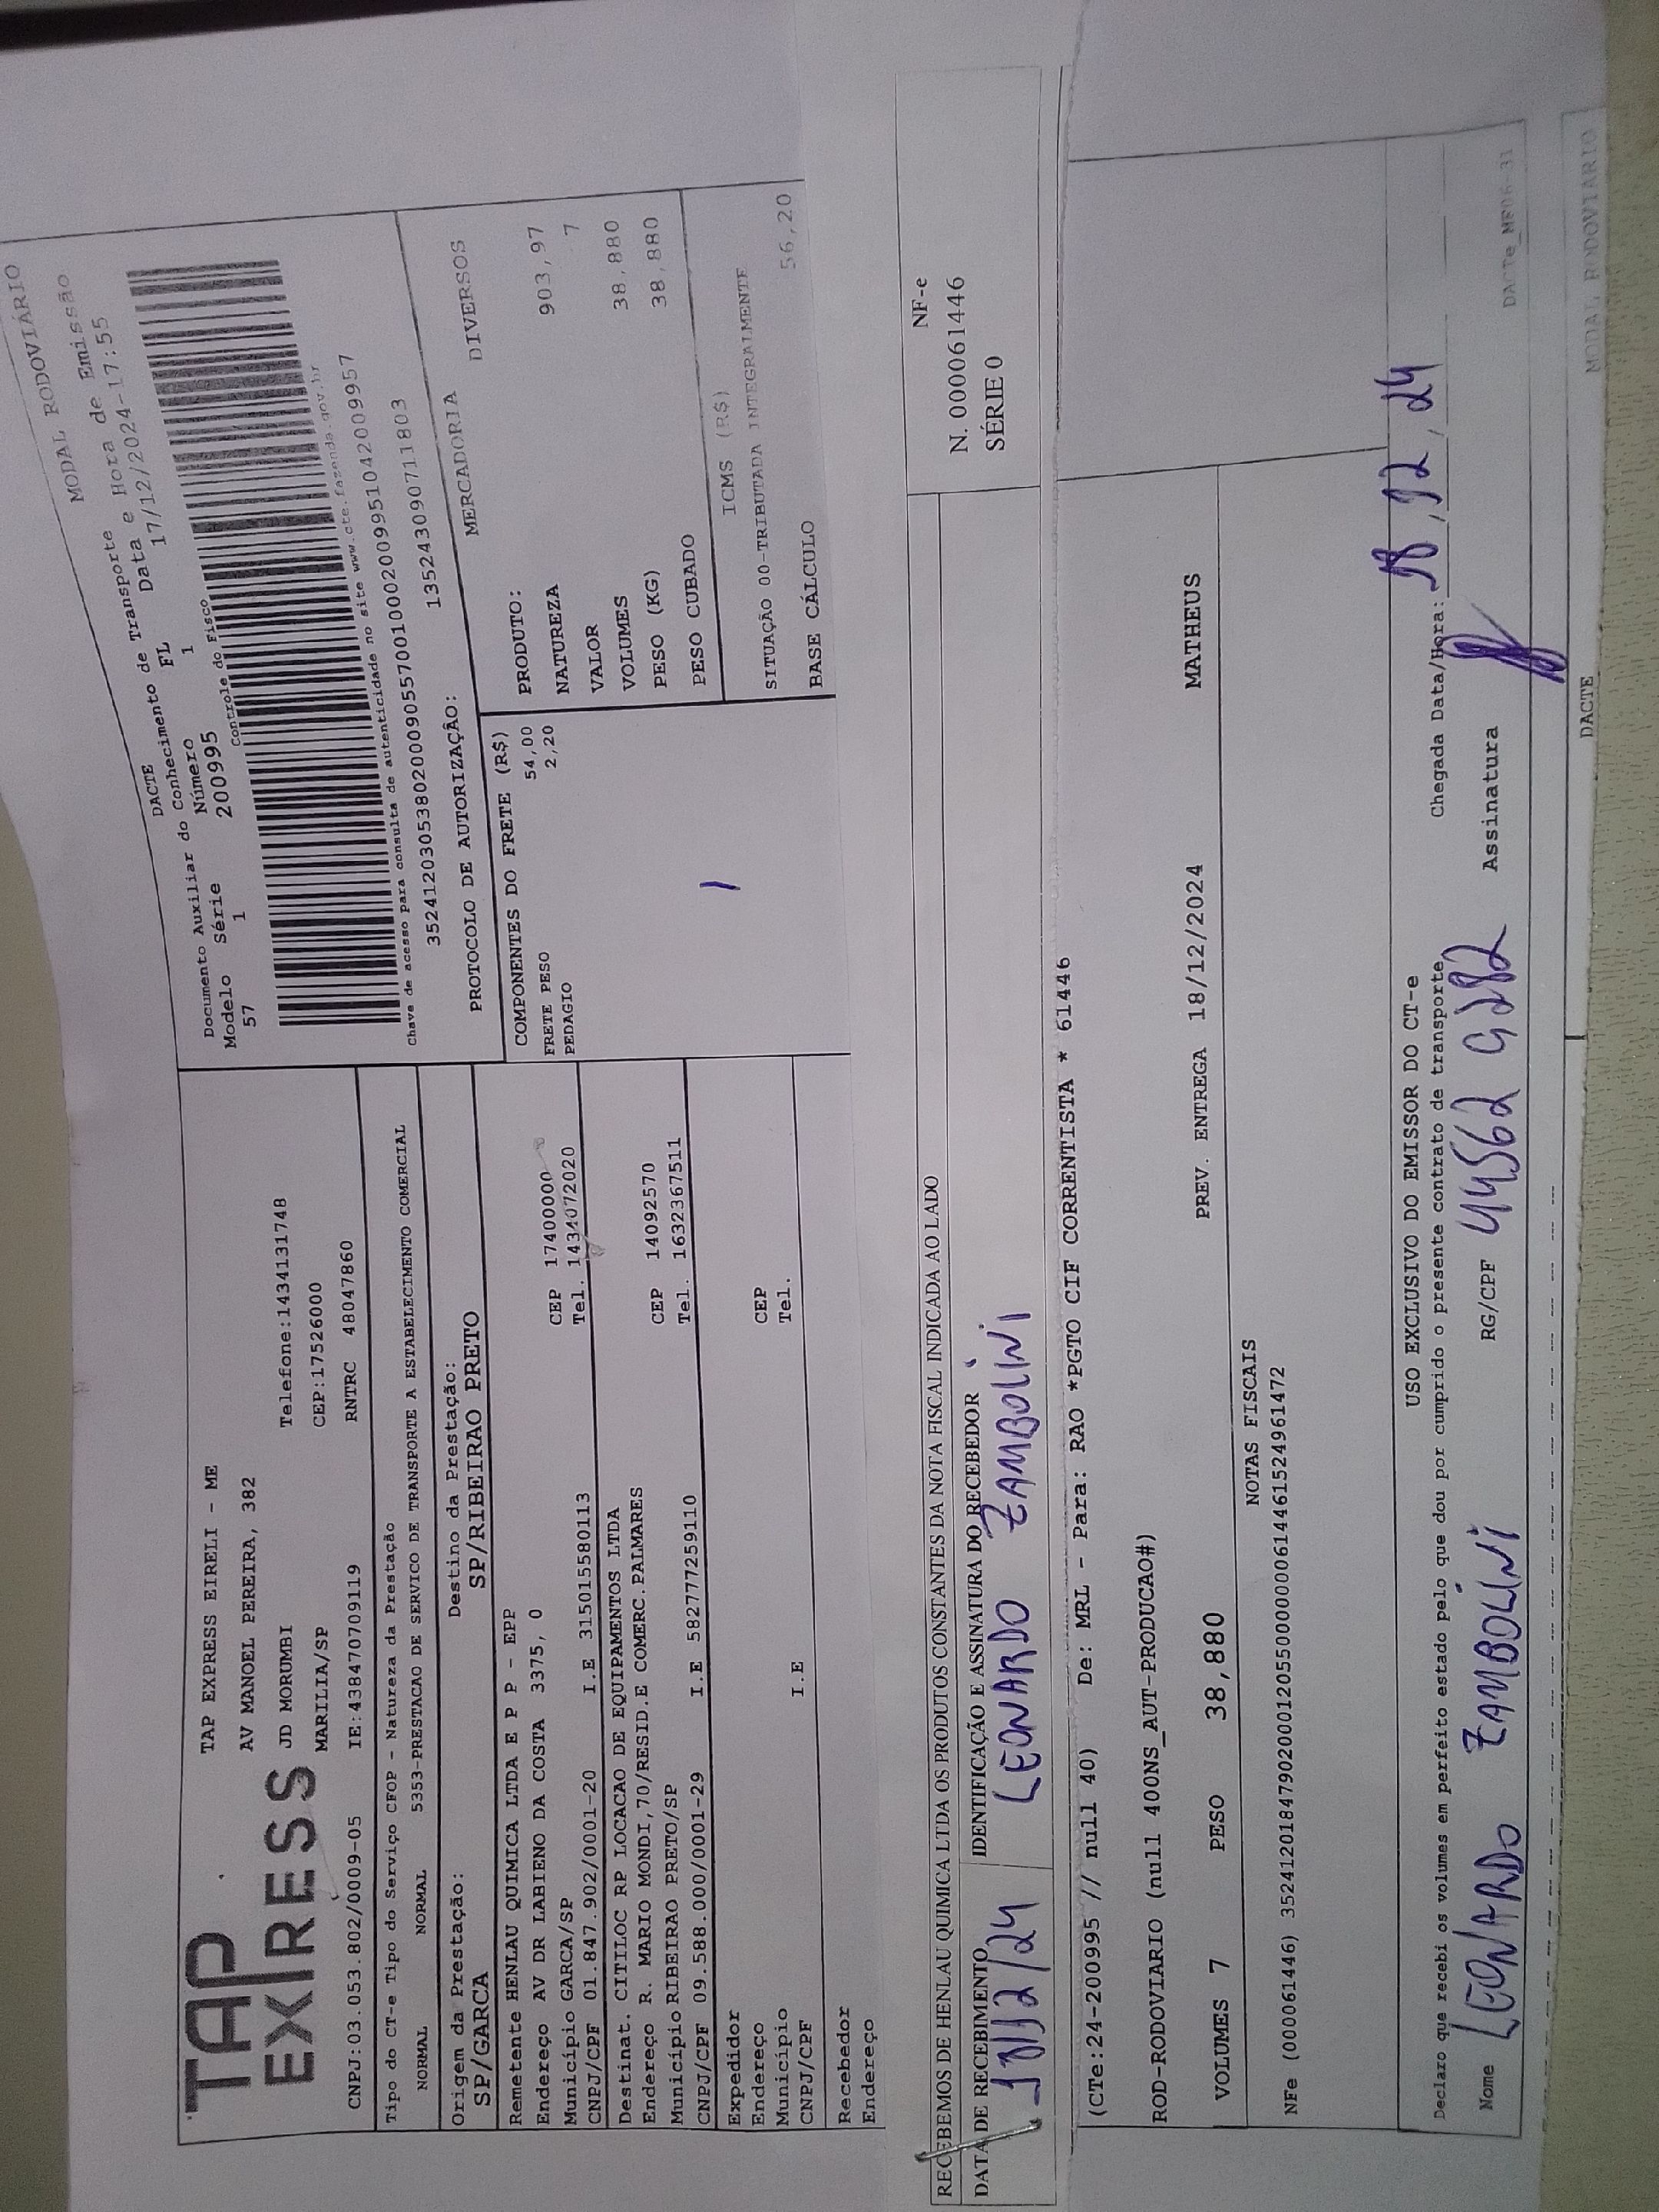 TAP EXPRESS
TAP EXPRESS EIRELI - ME
AV MANOEL PEREIRA, 382
JD MORUMBI Telefone:1434131748
MARILIA/SP CEP:17526000
CNPJ:03.053.802/0009-05 IE:438470709119 RNTRC 48047860
Tipo do CT-e Tipo do Serviço CFOP - Natureza da Prestação
NORMAL NORMAL 5353-PRESTACAO DE SERVICO DE TRANSPORTE A ESTABELECIMENTO COMERCIAL
Origem da Prestação: Destino da Prestação:
SP/GARCA SP/RIBEIRAO PRETO
Remetente HENLAU QUIMICA LTDA E P P - EPP
Endereço AV DR LABIENO DA COSTA 3375, 0
Município GARCA/SP CEP 17400000
CNPJ/CPF 01.847.902/0001-20 I.E 315015580113 Tel. 1434072020
Destinat. CITILOC RP LOCACAO DE EQUIPAMENTOS LTDA
Endereço R. MARIO MONDI,70/RESID.E COMERC.PALMARES
Município RIBEIRAO PRETO/SP CEP 14092570
CNPJ/CPF 09.588.000/0001-29 I.E 582777259110 Tel. 1632367511
Expedidor
Endereço
Município CEP
CNPJ/CPF I.E Tel.
Recebedor
Endereço
MODAL RODOVIÁRIO
DACTE MODAL RODOVIÁRIO
Documento Auxiliar do Conhecimento de Transporte
Modelo Série Número FL Data e Hora de Emissão
57 1 200995 1 17/12/2024-17:55
Controle do Fisco
Chave de acesso para consulta de autenticidade no site www.cte.fazenda.gov.br
35241203053802000905570010002009951042009957
PROTOCOLO DE AUTORIZAÇÃO: 135243090711803
COMPONENTES DO FRETE (R$)
FRETE PESO 54,00
PEDAGIO 2,20
MERCADORIA
PRODUTO: DIVERSOS
NATUREZA
VALOR 903,97
VOLUMES 7
PESO (KG) 38,880
PESO CUBADO 38,880
ICMS (R$)
SITUAÇÃO 00-TRIBUTADA INTEGRALMENTE
BASE CÁLCULO 56,20
RECEBEMOS DE HENLAU QUIMICA LTDA OS PRODUTOS CONSTANTES DA NOTA FISCAL INDICADA AO LADO
DATA DE RECEBIMENTO IDENTIFICAÇÃO E ASSINATURA DO RECEBEDOR
LEONARDO ZAMBOLINI
NF-e
N. 000061446
SÉRIE 0
(CTe:24-200995 // null 40) De: MRL - Para: RAO *PGTO CIF CORRENTISTA * 61446
ROD-RODOVIARIO (null 400NS_AUT-PRODUCAO#)
VOLUMES 7 PESO 38,880 PREV. ENTREGA 18/12/2024 MATHEUS
NOTAS FISCAIS
NFe (000061446) 35241201847902000120550000000614461524961472
USO EXCLUSIVO DO EMISSOR DO CT-e
Declaro que recebi os volumes em perfeito estado pelo que dou por cumprido o presente contrato de transporte
Chegada Data/Hora: 18/12/24
Nome LEONARDO ZAMBOLINI RG/CPF Assinatura
DACTe_MF06-31
DACTE MODAL RODOVIARIO